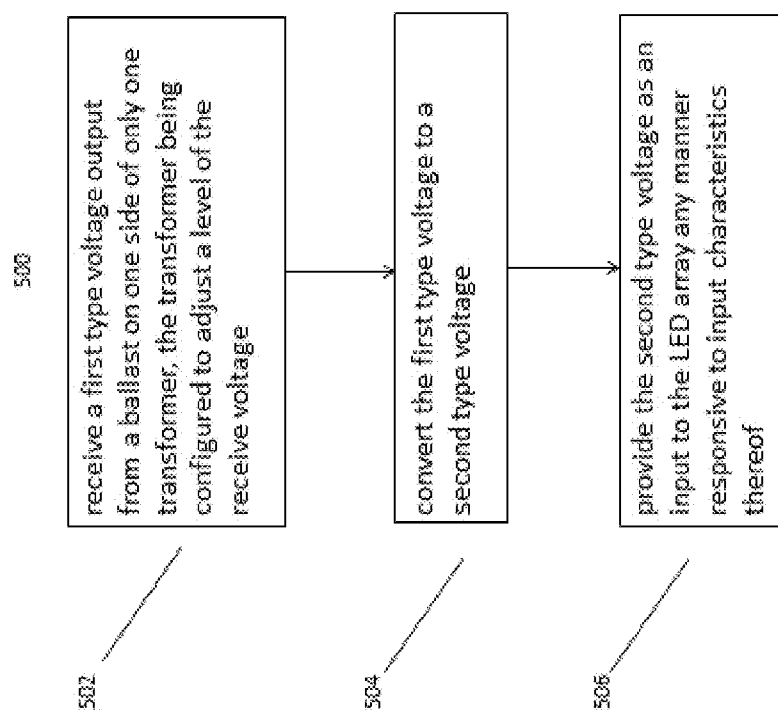 500
502
receive a first type voltage output
from a ballast on one side of only one
transformer, the transformer being
configured to adjust a level of the
receive voltage
504
convert the first type voltage to a
second type voltage
506
provide the second type voltage as an
input to the LED array any manner
responsive to input characteristics
thereof